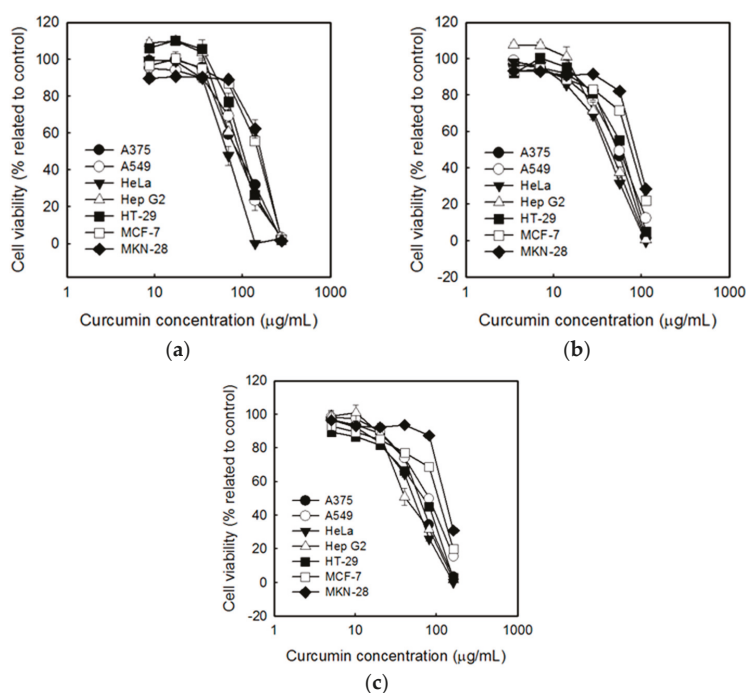 120
100
80
60
40
20
0
Cell viability (% related to control)
A375
A549
HeLa
Hep G2
HT-29
MCF-7
MKN-28
1
10
100
1000
Curcumin concentration (μg/mL)
(a)
120
100
80
60
40
20
0
-20
Cell viability (% related to control)
A375
A549
HeLa
Hep G2
HT-29
MCF-7
MKN-28
1
10
100
1000
Curcumin concentration (μg/mL)
(b)
120
100
80
60
40
20
0
-20
Cell viability (% related to control)
A375
A549
HeLa
Hep G2
HT-29
MCF-7
MKN-28
1
10
100
1000
Curcumin concentration (μg/mL)
(c)